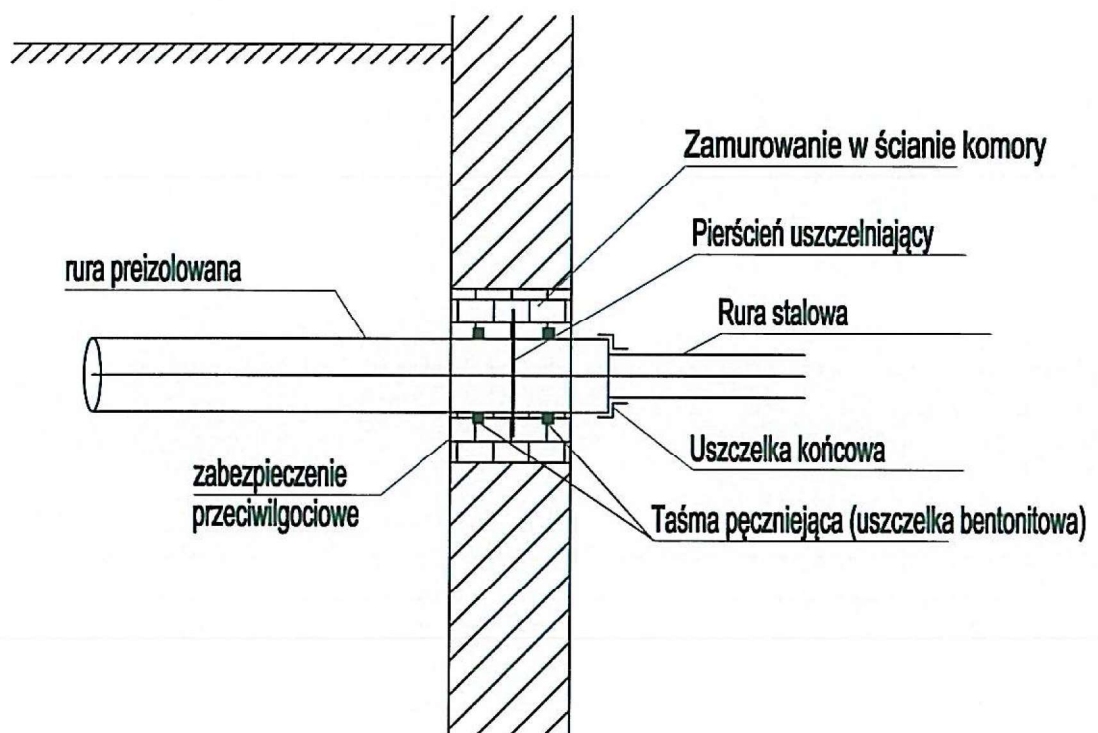 Zamurowanie w ścianie komory
Pierścień uszczelniający
rura preizolowana
Rura stalowa
Uszczelka końcowa
zabezpieczenie
przeciwilgociowe
Taśma pęczniejąca (uszczelka bentonitowa)